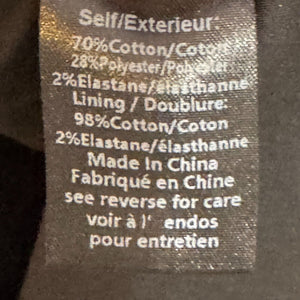 Self/Exterieur:
70%Cotton/Coton
28%Polyester/Polyester
2%Elastane/élasthanne
Lining / Doublure:
98%Cotton/Coton
2%Elastane/élasthanne
Made In China
Fabriqué en Chine
see reverse for care
voir à l' endos
pour entretien